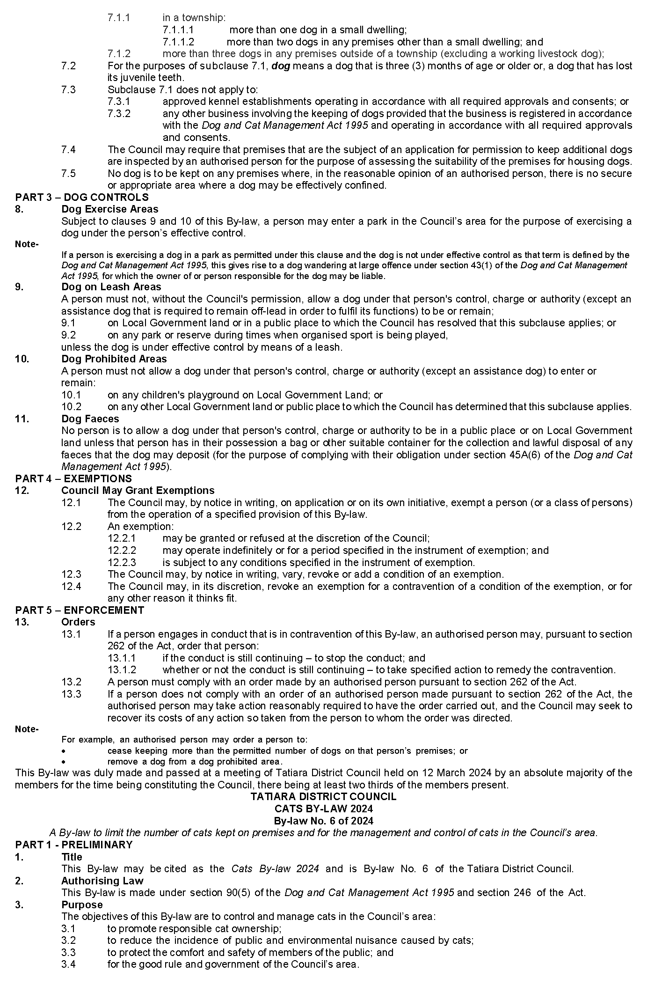 7.1.1 in a township:
7.1.1.1 more than one dog in a small dwelling;
7.1.1.2 more than two dogs in any premises other than a small dwelling; and
7.1.2 more than three dogs in any premises outside of a township (excluding a working livestock dog);
7.2 For the purposes of subclause 7.1, dog means a dog that is three (3) months of age or older or, a dog that has lost
its juvenile teeth.
7.3 Subclause 7.1 does not apply to:
7.3.1 approved kennel establishments operating in accordance with all required approvals and consents; or
7.3.2 any other business involving the keeping of dogs provided that the business is registered in accordance
with the Dog and Cat Management Act 1995 and operating in accordance with all required approvals
and consents.
7.4 The Council may require that premises that are the subject of an application for permission to keep additional dogs
are inspected by an authorised person for the purpose of assessing the suitability of the premises for housing dogs.
7.5 No dog is to be kept on any premises where, in the reasonable opinion of an authorised person, there is no secure
or appropriate area where a dog may be effectively confined.
PART 3 – DOG CONTROLS
8. Dog Exercise Areas
Subject to clauses 9 and 10 of this By-law, a person may enter a park in the Council’s area for the purpose of exercising a
dog under the person’s effective control.
Note-
If a person is exercising a dog in a park as permitted under this clause and the dog is not under effective control as that term is defined by the
Dog and Cat Management Act 1995, this gives rise to a dog wandering at large offence under section 43(1) of the Dog and Cat Management
Act 1995, for which the owner of or person responsible for the dog may be liable.
9. Dog on Leash Areas
A person must not, without the Council's permission, allow a dog under that person's control, charge or authority (except an
assistance dog that is required to remain off-lead in order to fulfil its functions) to be or remain;
9.1 on Local Government land or in a public place to which the Council has resolved that this subclause applies; or
9.2 on any park or reserve during times when organised sport is being played,
unless the dog is under effective control by means of a leash.
10. Dog Prohibited Areas
A person must not allow a dog under that person's control, charge or authority (except an assistance dog) to enter or
remain:
10.1 on any children's playground on Local Government Land; or
10.2 on any other Local Government land or public place to which the Council has determined that this subclause applies.
11. Dog Faeces
No person is to allow a dog under that person's control, charge or authority to be in a public place or on Local Government
land unless that person has in their possession a bag or other suitable container for the collection and lawful disposal of any
faeces that the dog may deposit (for the purpose of complying with their obligation under section 45A(6) of the Dog and Cat
Management Act 1995).
PART 4 – EXEMPTIONS
12. Council May Grant Exemptions
12.1 The Council may, by notice in writing, on application or on its own initiative, exempt a person (or a class of persons)
from the operation of a specified provision of this By-law.
12.2 An exemption:
12.2.1 may be granted or refused at the discretion of the Council;
12.2.2 may operate indefinitely or for a period specified in the instrument of exemption; and
12.2.3 is subject to any conditions specified in the instrument of exemption.
12.3 The Council may, by notice in writing, vary, revoke or add a condition of an exemption.
12.4 The Council may, in its discretion, revoke an exemption for a contravention of a condition of the exemption, or for
any other reason it thinks fit.
PART 5 – ENFORCEMENT
13. Orders
13.1 If a person engages in conduct that is in contravention of this By-law, an authorised person may, pursuant to section
262 of the Act, order that person:
13.1.1 if the conduct is still continuing – to stop the conduct; and
13.1.2 whether or not the conduct is still continuing – to take specified action to remedy the contravention.
13.2 A person must comply with an order made by an authorised person pursuant to section 262 of the Act.
13.3 If a person does not comply with an order of an authorised person made pursuant to section 262 of the Act, the
authorised person may take action reasonably required to have the order carried out, and the Council may seek to
recover its costs of any action so taken from the person to whom the order was directed.
Note-
For example, an authorised person may order a person to:
• cease keeping more than the permitted number of dogs on that person’s premises; or
• remove a dog from a dog prohibited area.
This By-law was duly made and passed at a meeting of Tatiara District Council held on 12 March 2024 by an absolute majority of the
members for the time being constituting the Council, there being at least two thirds of the members present.
TATIARA DISTRICT COUNCIL
CATS BY-LAW 2024
By-law No. 6 of 2024
A By-law to limit the number of cats kept on premises and for the management and control of cats in the Council’s area.
PART 1 - PRELIMINARY
1. Title
This By-law may be cited as the Cats By-law 2024 and is By-law No. 6 of the Tatiara District Council.
2. Authorising Law
This By-law is made under section 90(5) of the Dog and Cat Management Act 1995 and section 246 of the Act.
3. Purpose
The objectives of this By-law are to control and manage cats in the Council’s area:
3.1 to promote responsible cat ownership;
3.2 to reduce the incidence of public and environmental nuisance caused by cats;
3.3 to protect the comfort and safety of members of the public; and
3.4 for the good rule and government of the Council’s area.